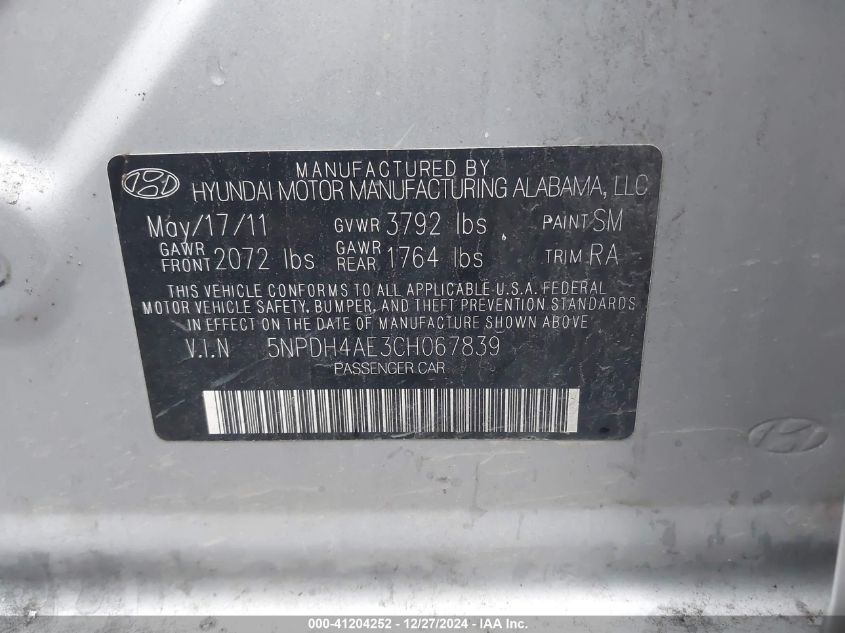 MANUFACTURED BY
HYUNDAI MOTOR MANUFACTURING ALABAMA, LLC
May/17/11 GVWR 3792 lbs PAINT SM
GAWR FRONT 2072 lbs GAWR REAR 1764 lbs TRIM RA
THIS VEHICLE CONFORMS TO ALL APPLICABLE U.S.A. FEDERAL
MOTOR VEHICLE SAFETY, BUMPER, AND THEFT PREVENTION STANDARDS
IN EFFECT ON THE DATE OF MANUFACTURE SHOWN ABOVE
V.I.N 5NPDH4AE3CH067839
PASSENGER CAR
000-41204252 - 12/27/2024 - IAA Inc.